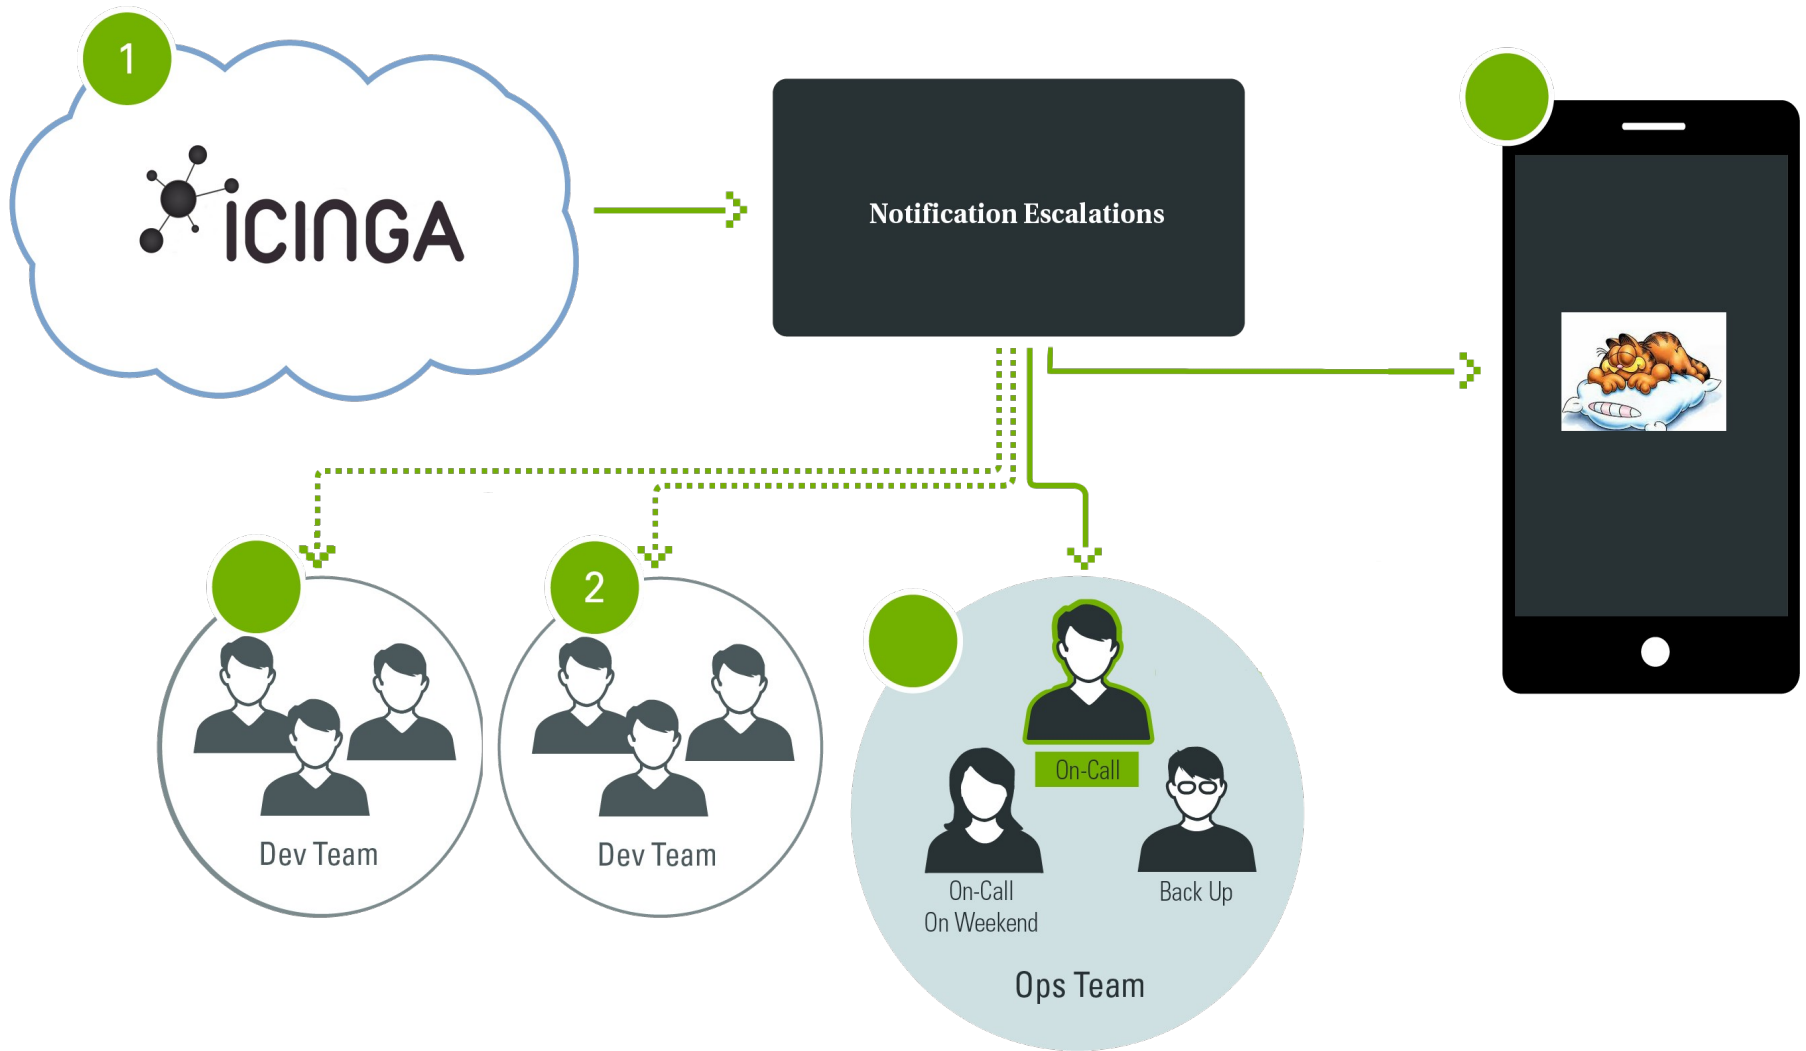 1
ICINGA
Notification Escalations
2
Dev Team
Dev Team
On-Call
On-Call
On Weekend
Back Up
Ops Team